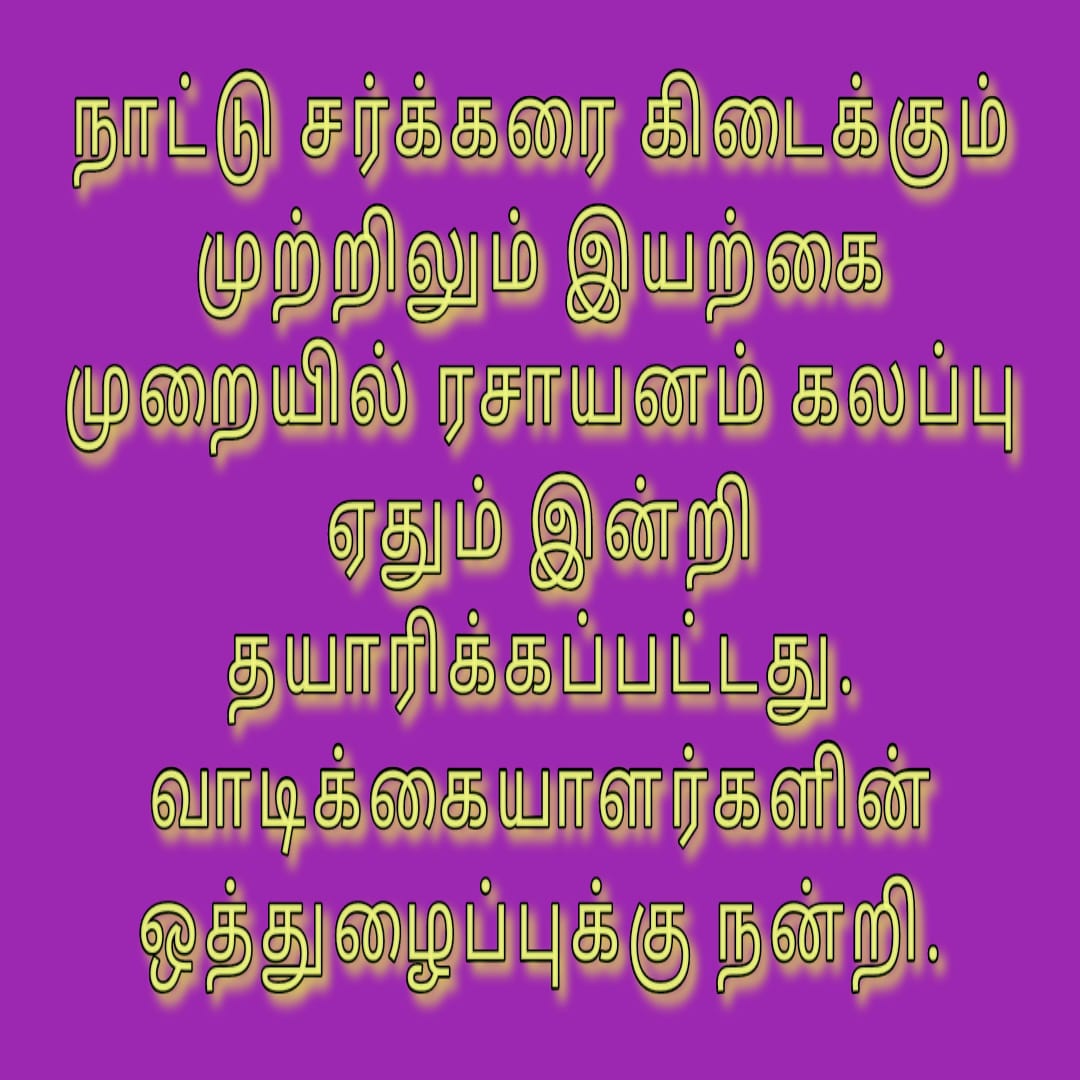 நாட்டு சர்க்கரை கிடைக்கும்
முற்றிலும் இயற்கை
முறையில் ரசாயனம் கலப்பு
ஏதும் இன்றி
தயாரிக்கப்பட்டது.
வாடிக்கையாளர்களின்
ஒத்துழைப்புக்கு நன்றி.